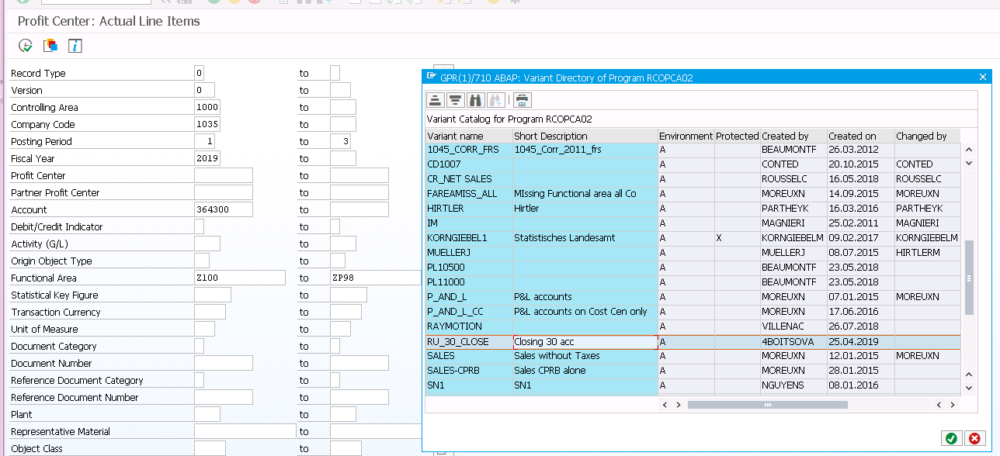 Profit Center: Actual Line Items
Record Type 0 to
Version 0 to
Controlling Area 1000 to
Company Code 1035 to
Posting Period 1 to 3
Fiscal Year 2019 to
Profit Center to
Partner Profit Center to
Account 364300 to
Debit/Credit Indicator to
Activity (G/L) to
Origin Object Type to
Functional Area Z100 to ZP98
Statistical Key Figure to
Transaction Currency to
Unit of Measure to
Document Category to
Document Number to
Reference Document Category to
Reference Document Number to
Plant to
Representative Material to
Object Class to
GPR(1)/710 ABAP: Variant Directory of Program RCOPCA02
Variant Catalog for Program RCOPCA02
Variant name Short Description Environment Protected Created by Created on Changed by
1045_CORR_FRS 1045_Corr_2011_frs A BEAUMONTF 26.03.2012
CD1007 A CONTED 20.10.2015 CONTED
CR_NET SALES A ROUSSELC 16.05.2018 ROUSSELC
FAREAMISS_ALL MIssing Functional area all Co A MOREUXN 14.09.2015 MOREUXN
HIRTLER Hirtler A PARTHEYK 16.03.2016 PARTHEYK
IM A MAGNIERI 25.02.2011 MAGNIERI
KORNGIEBEL1 Statistisches Landesamt A X KORNGIEBELM 09.02.2017 KORNGIEBELM
MUELLERJ A MUELLERJ 08.07.2015 HIRTLERM
PL10500 A BEAUMONTF 23.05.2018
PL11000 A BEAUMONTF 23.05.2018
P_AND_L P&L accounts A MOREUXN 07.01.2015 MOREUXN
P_AND_L_CC P&L accounts on Cost Cen only A MOREUXN 17.06.2016
RAYMOTION A VILLENAC 26.07.2018
RU_30_CLOSE Closing 30 acc A 4BOITSOVA 25.04.2019
SALES Sales without Taxes A MOREUXN 12.01.2015 MOREUXN
SALES-CPRB Sales CPRB alone A MOREUXN 28.01.2015
SN1 SN1 A NGUYENS 08.01.2016